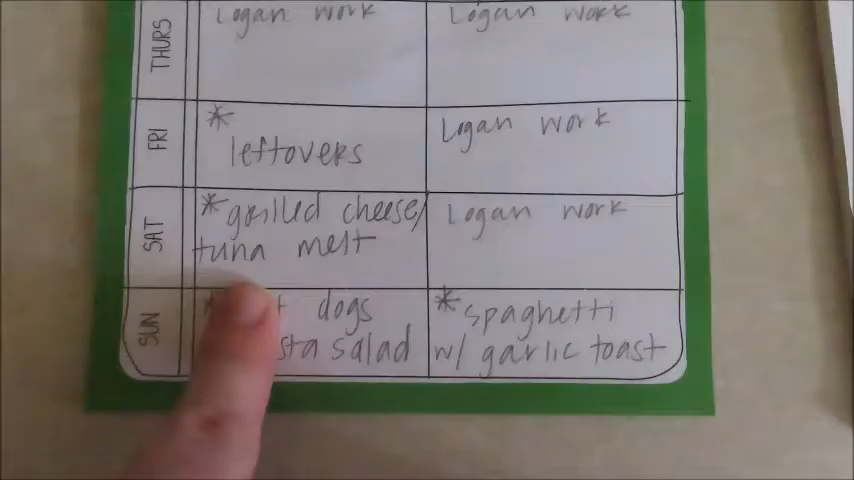 THURS
Logan work
Logan work
FRI
*
leftovers
Logan work
SAT
*grilled cheese/
tuna melt
Logan work
SUN
* dogs
salad
*spaghetti
w/ garlic toast